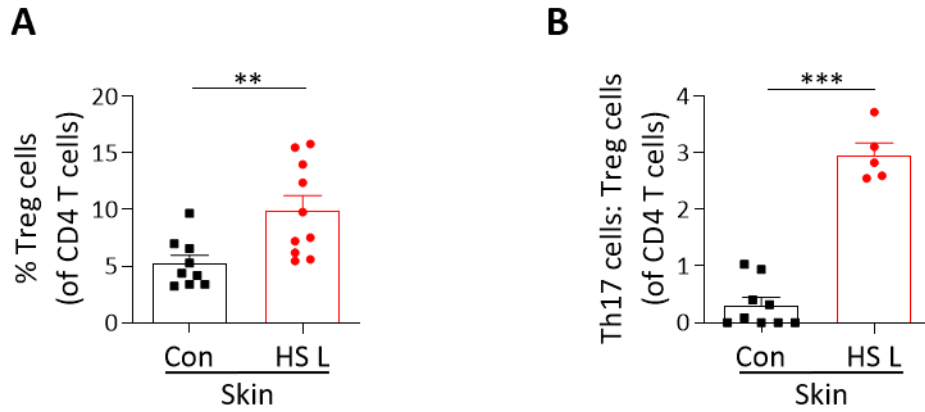 A
% Treg cells
(of CD4 T cells)
**
20
15
10
5
0
Con
HS L
Skin
B
Th17 cells: Treg cells
(of CD4 T cells)
***
4
3
2
1
0
Con
HS L
Skin